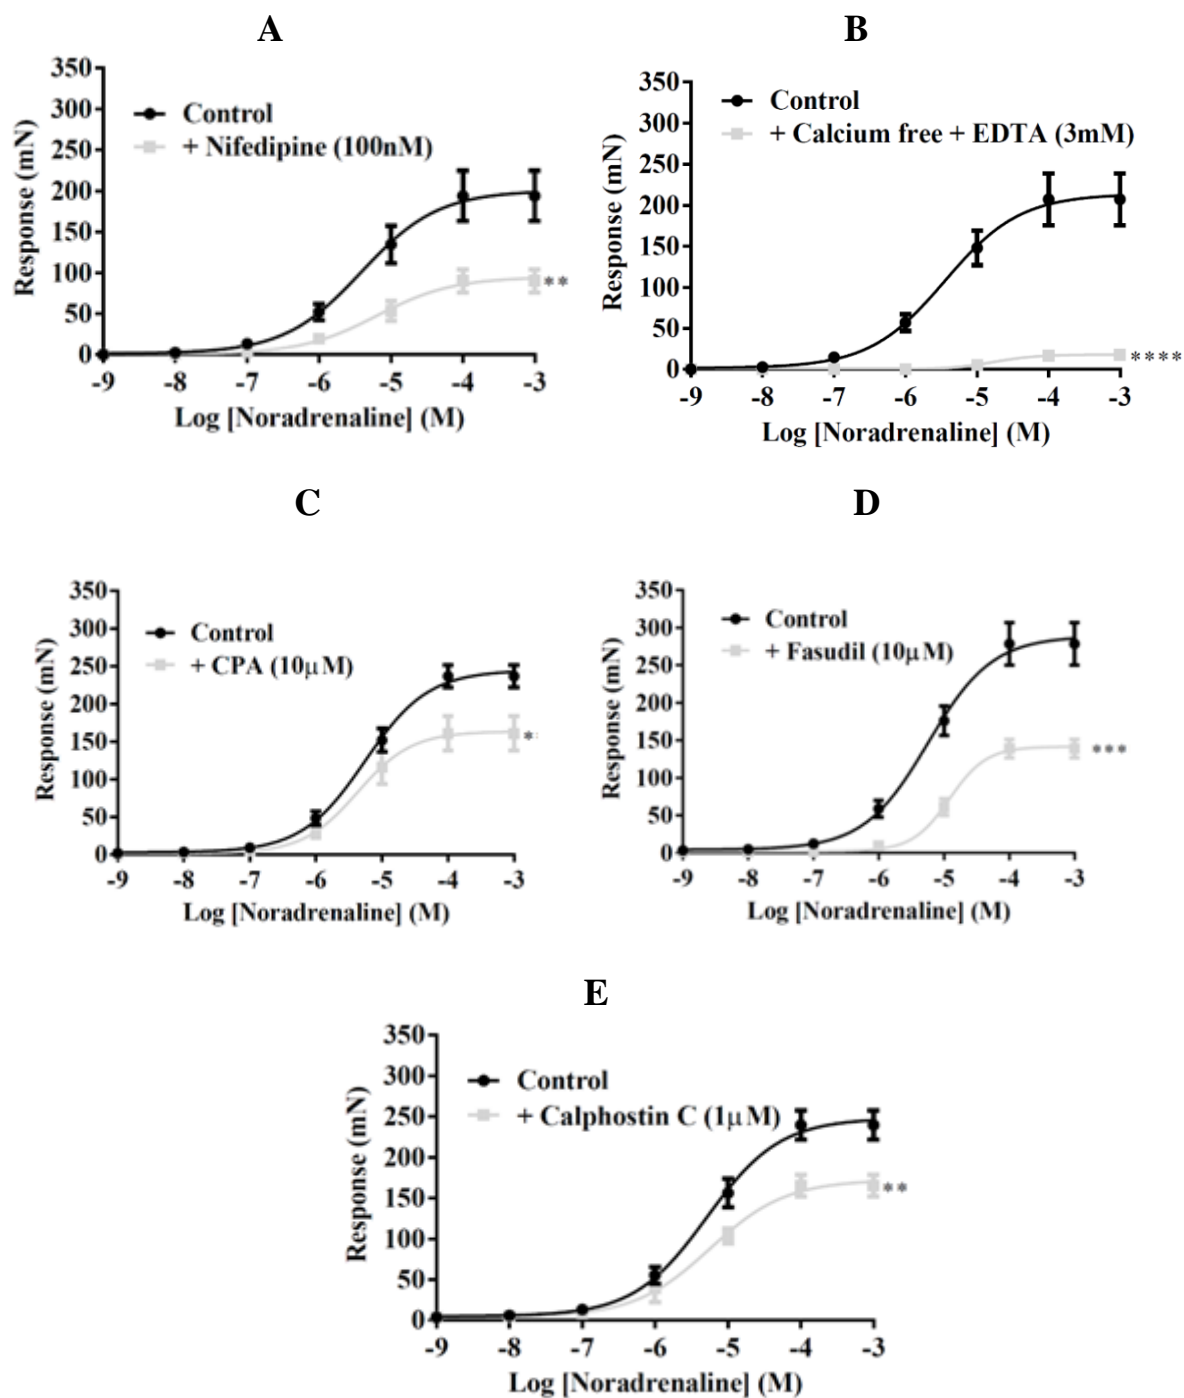 A
350
300
250
200
150
100
50
0
Response (mN)
Control
+ Nifedipine (100nM)
**
-9 -8 -7 -6 -5 -4 -3
Log [Noradrenaline] (M)
B
350
300
250
200
150
100
50
0
Response (mN)
Control
+ Calcium free + EDTA (3mM)
****
-9 -8 -7 -6 -5 -4 -3
Log [Noradrenaline] (M)
C
350
300
250
200
150
100
50
0
Response (mN)
Control
+ CPA (10µM)
*
-9 -8 -7 -6 -5 -4 -3
Log [Noradrenaline] (M)
D
350
300
250
200
150
100
50
0
Response (mN)
Control
+ Fasudil (10µM)
***
-9 -8 -7 -6 -5 -4 -3
Log [Noradrenaline] (M)
E
350
300
250
200
150
100
50
0
Response (mN)
Control
+ Calphostin C (1µM)
**
-9 -8 -7 -6 -5 -4 -3
Log [Noradrenaline] (M)